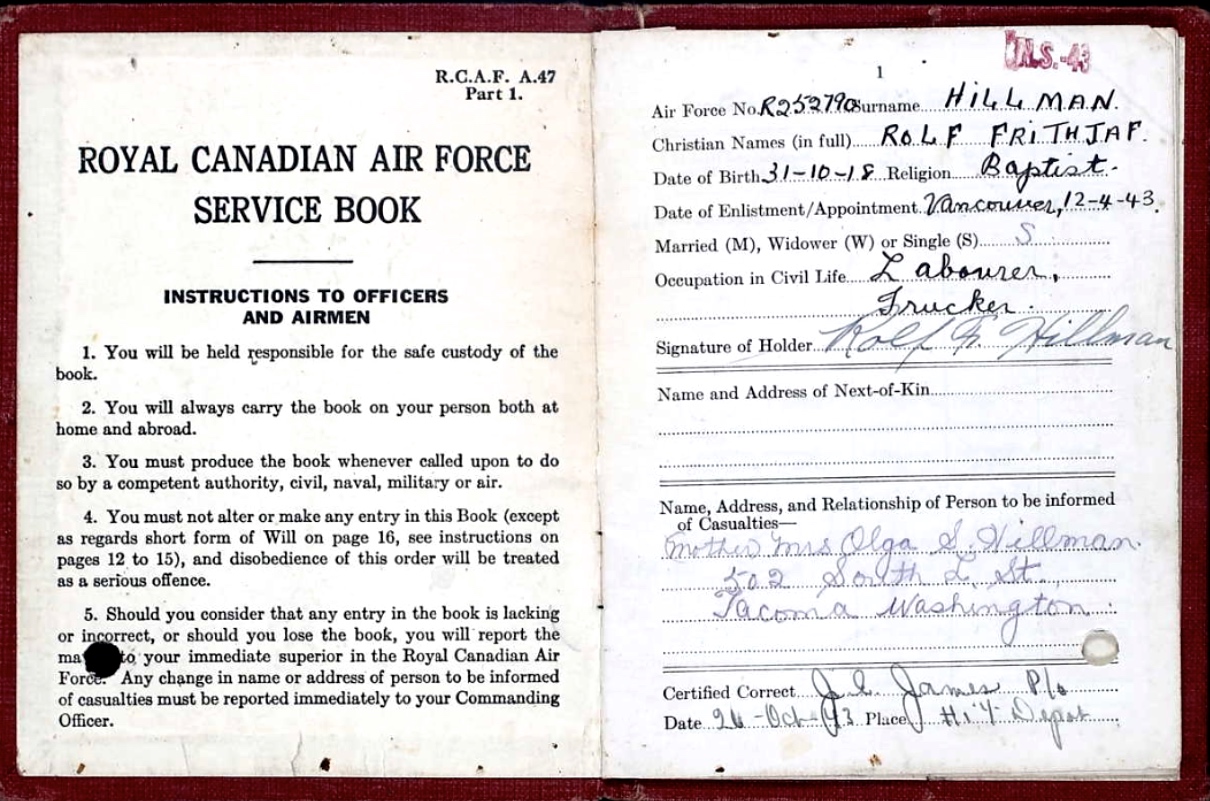 R.C.A.F. A.47
Part 1.
ROYAL CANADIAN AIR FORCE
SERVICE BOOK
INSTRUCTIONS TO OFFICERS
AND AIRMEN
1. You will be held responsible for the safe custody of the
book.
2. You will always carry the book on your person both at
home and abroad.
3. You must produce the book whenever called upon to do
so by a competent authority, civil, naval, military or air.
4. You must not alter or make any entry in this Book (except
as regards short form of Will on page 16, see instructions on
pages 12 to 15), and disobedience of this order will be treated
as a serious offence.
5. Should you consider that any entry in the book is lacking
or incorrect, or should you lose the book, you will report the
to your immediate superior in the Royal Canadian Air
Force. Any change in name or address of person to be informed
of casualties must be reported immediately to your Commanding
Officer.
1
Air Force No. R252790 Surname HILLMAN.
Christian Names (in full) ROLF FRITHJAF.
Date of Birth 31-10-18 Religion Baptist.
Date of Enlistment/Appointment Vancouver, 12-4-43.
Married (M), Widower (W) or Single (S) S
Occupation in Civil Life Labourer,
Trucker.
Signature of Holder Rolf F. Hillman
Name and Address of Next-of-Kin
Name, Address, and Relationship of Person to be informed
of Casualties—
Mother Mrs Olga S. Hillman.
502 South L. St.
Tacoma Washington
Certified Correct James P/o
Date 26-Oct-43 Place Depot